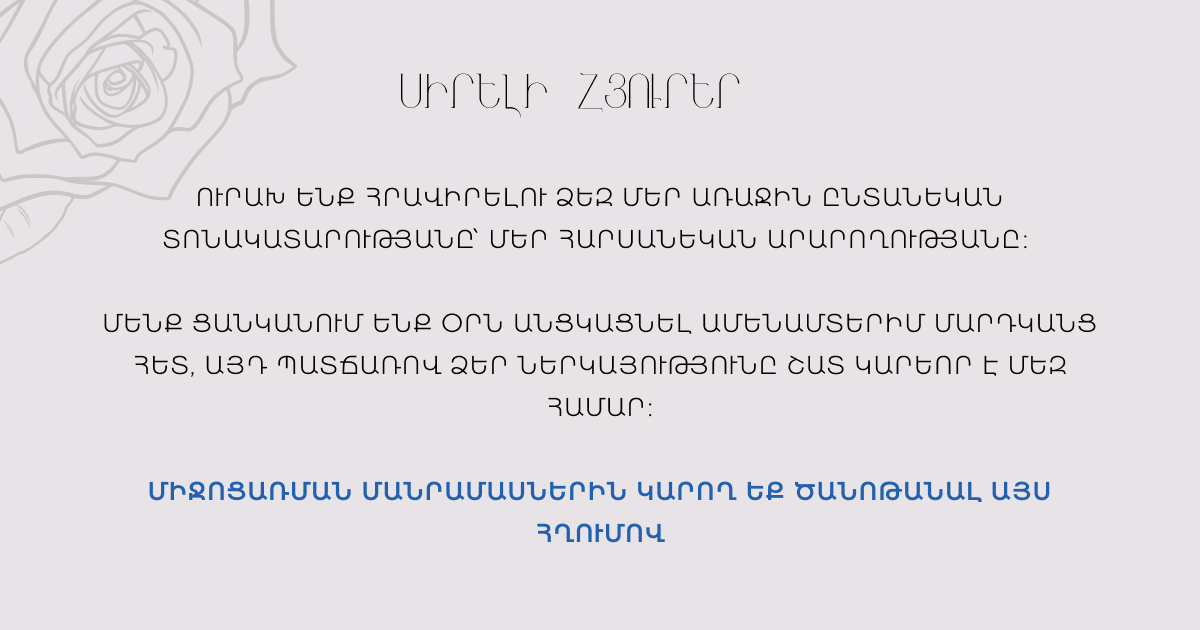 ՍԻՐԵԼԻ ՀՅՈՒՐԵՐ
ՈՒՐԱԽ ԵՆՔ ՀՐԱՎԻՐԵԼՈՒ ՁԵԶ ՄԵՐ ԱՌԱՋԻՆ ԸՆՏԱՆԵԿԱՆ
ՏՈՆԱԿԱՏԱՐՈՒԹՅԱՆԸ՝ ՄԵՐ ՀԱՐՍԱՆԵԿԱՆ ԱՐԱՐՈՂՈՒԹՅԱՆԸ։
ՄԵՆՔ ՑԱՆԿԱՆՈՒՄ ԵՆՔ ՕՐՆ ԱՆՑԿԱՑՆԵԼ ԱՄԵՆԱՄՏԵՐԻՄ ՄԱՐԴԿԱՆՑ
ՀԵՏ, ԱՅԴ ՊԱՏՃԱՌՈՎ ՁԵՐ ՆԵՐԿԱՅՈՒԹՅՈՒՆԸ ՇԱՏ ԿԱՐԵՈՐ Է ՄԵԶ
ՀԱՄԱՐ։
ՄԻՋՈՑԱՌՄԱՆ ՄԱՆՐԱՄԱՍՆԵՐԻՆ ԿԱՐՈՂ ԵՔ ԾԱՆՈԹԱՆԱԼ ԱՅՍ
ՀՂՈՒՄՈՎ